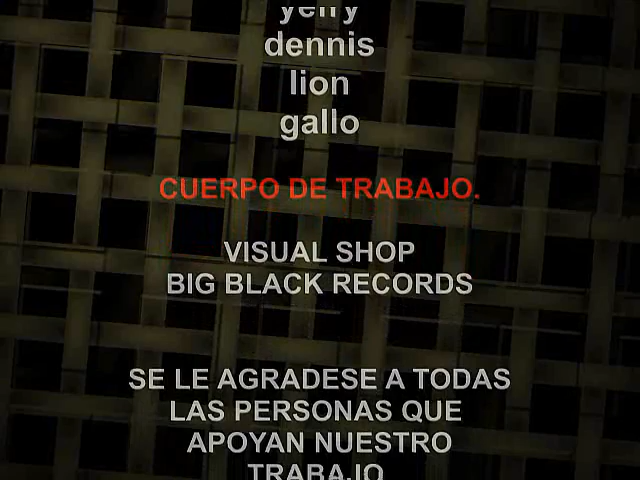 dennis
lion
gallo
CUERPO DE TRABAJO.
VISUAL SHOP
BIG BLACK RECORDS
SE LE AGRADESE A TODAS
LAS PERSONAS QUE
APOYAN NUESTRO
TRABAJO